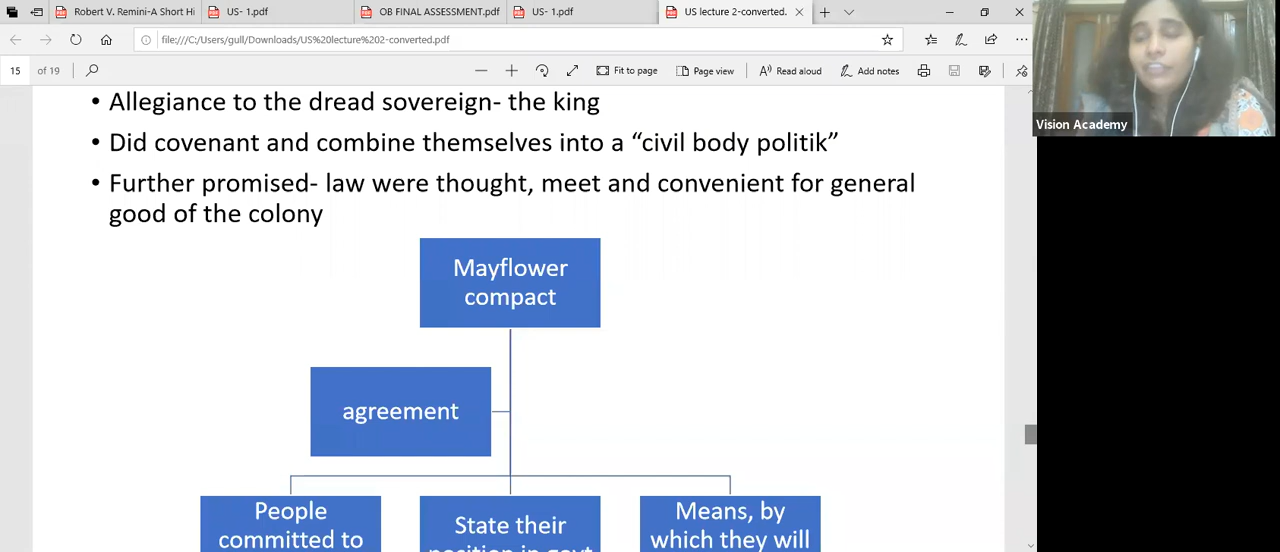 Robert V. Remini-A Short Hi
US- 1.pdf
OB FINAL ASSESSMENT.pdf
US- 1.pdf
US lecture 2-converted.
file:///C:/Users/gull/Downloads/US%20lecture%202-converted.pdf
15 of 19
Fit to page
Page view
Read aloud
Add notes
• Allegiance to the dread sovereign- the king
• Did covenant and combine themselves into a “civil body politik”
• Further promised- law were thought, meet and convenient for general
good of the colony
Mayflower
compact
agreement
People
committed to
State their
position in govt
Means, by
which they will
Vision Academy